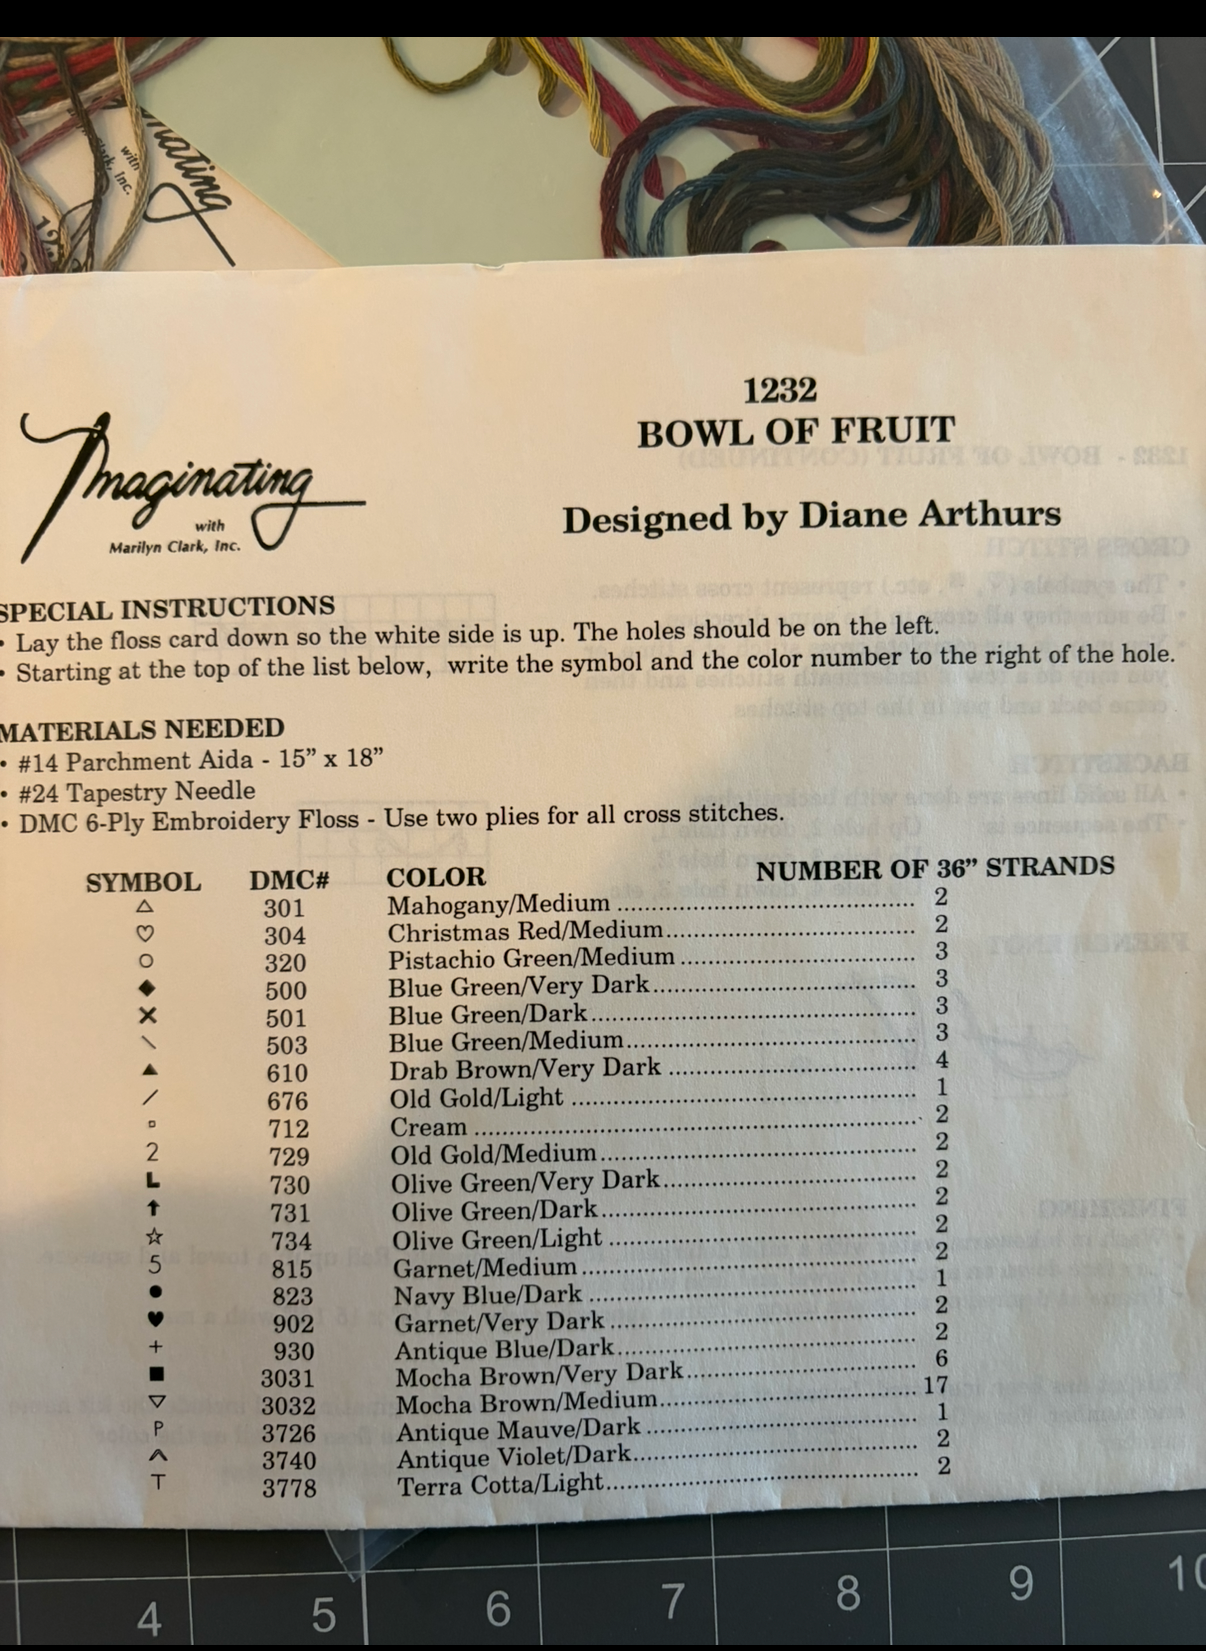 mating
with
ark, Inc.
1232
BOWL OF FRUIT
Designed by Diane Arthurs
Imaginating
with
Marilyn Clark, Inc.
SPECIAL INSTRUCTIONS
• Lay the floss card down so the white side is up. The holes should be on the left.
• Starting at the top of the list below, write the symbol and the color number to the right of the hole.
MATERIALS NEEDED
• #14 Parchment Aida - 15” x 18”
• #24 Tapestry Needle
• DMC 6-Ply Embroidery Floss - Use two plies for all cross stitches.
SYMBOL DMC# COLOR NUMBER OF 36” STRANDS
△ 301 Mahogany/Medium ........ 2
♡ 304 Christmas Red/Medium ........ 2
○ 320 Pistachio Green/Medium ........ 3
◆ 500 Blue Green/Very Dark ........ 3
✕ 501 Blue Green/Dark ........ 3
\ 503 Blue Green/Medium ........ 3
▲ 610 Drab Brown/Very Dark ........ 4
/ 676 Old Gold/Light ........ 1
▫ 712 Cream ........ 2
2 729 Old Gold/Medium ........ 2
L 730 Olive Green/Very Dark ........ 2
↑ 731 Olive Green/Dark ........ 2
☆ 734 Olive Green/Light ........ 2
5 815 Garnet/Medium ........ 2
● 823 Navy Blue/Dark ........ 1
♥ 902 Garnet/Very Dark ........ 2
+ 930 Antique Blue/Dark ........ 2
■ 3031 Mocha Brown/Very Dark ........ 6
▽ 3032 Mocha Brown/Medium ........ 17
P 3726 Antique Mauve/Dark ........ 1
^ 3740 Antique Violet/Dark ........ 2
T 3778 Terra Cotta/Light ........ 2
4 5 6 7 8 9 10